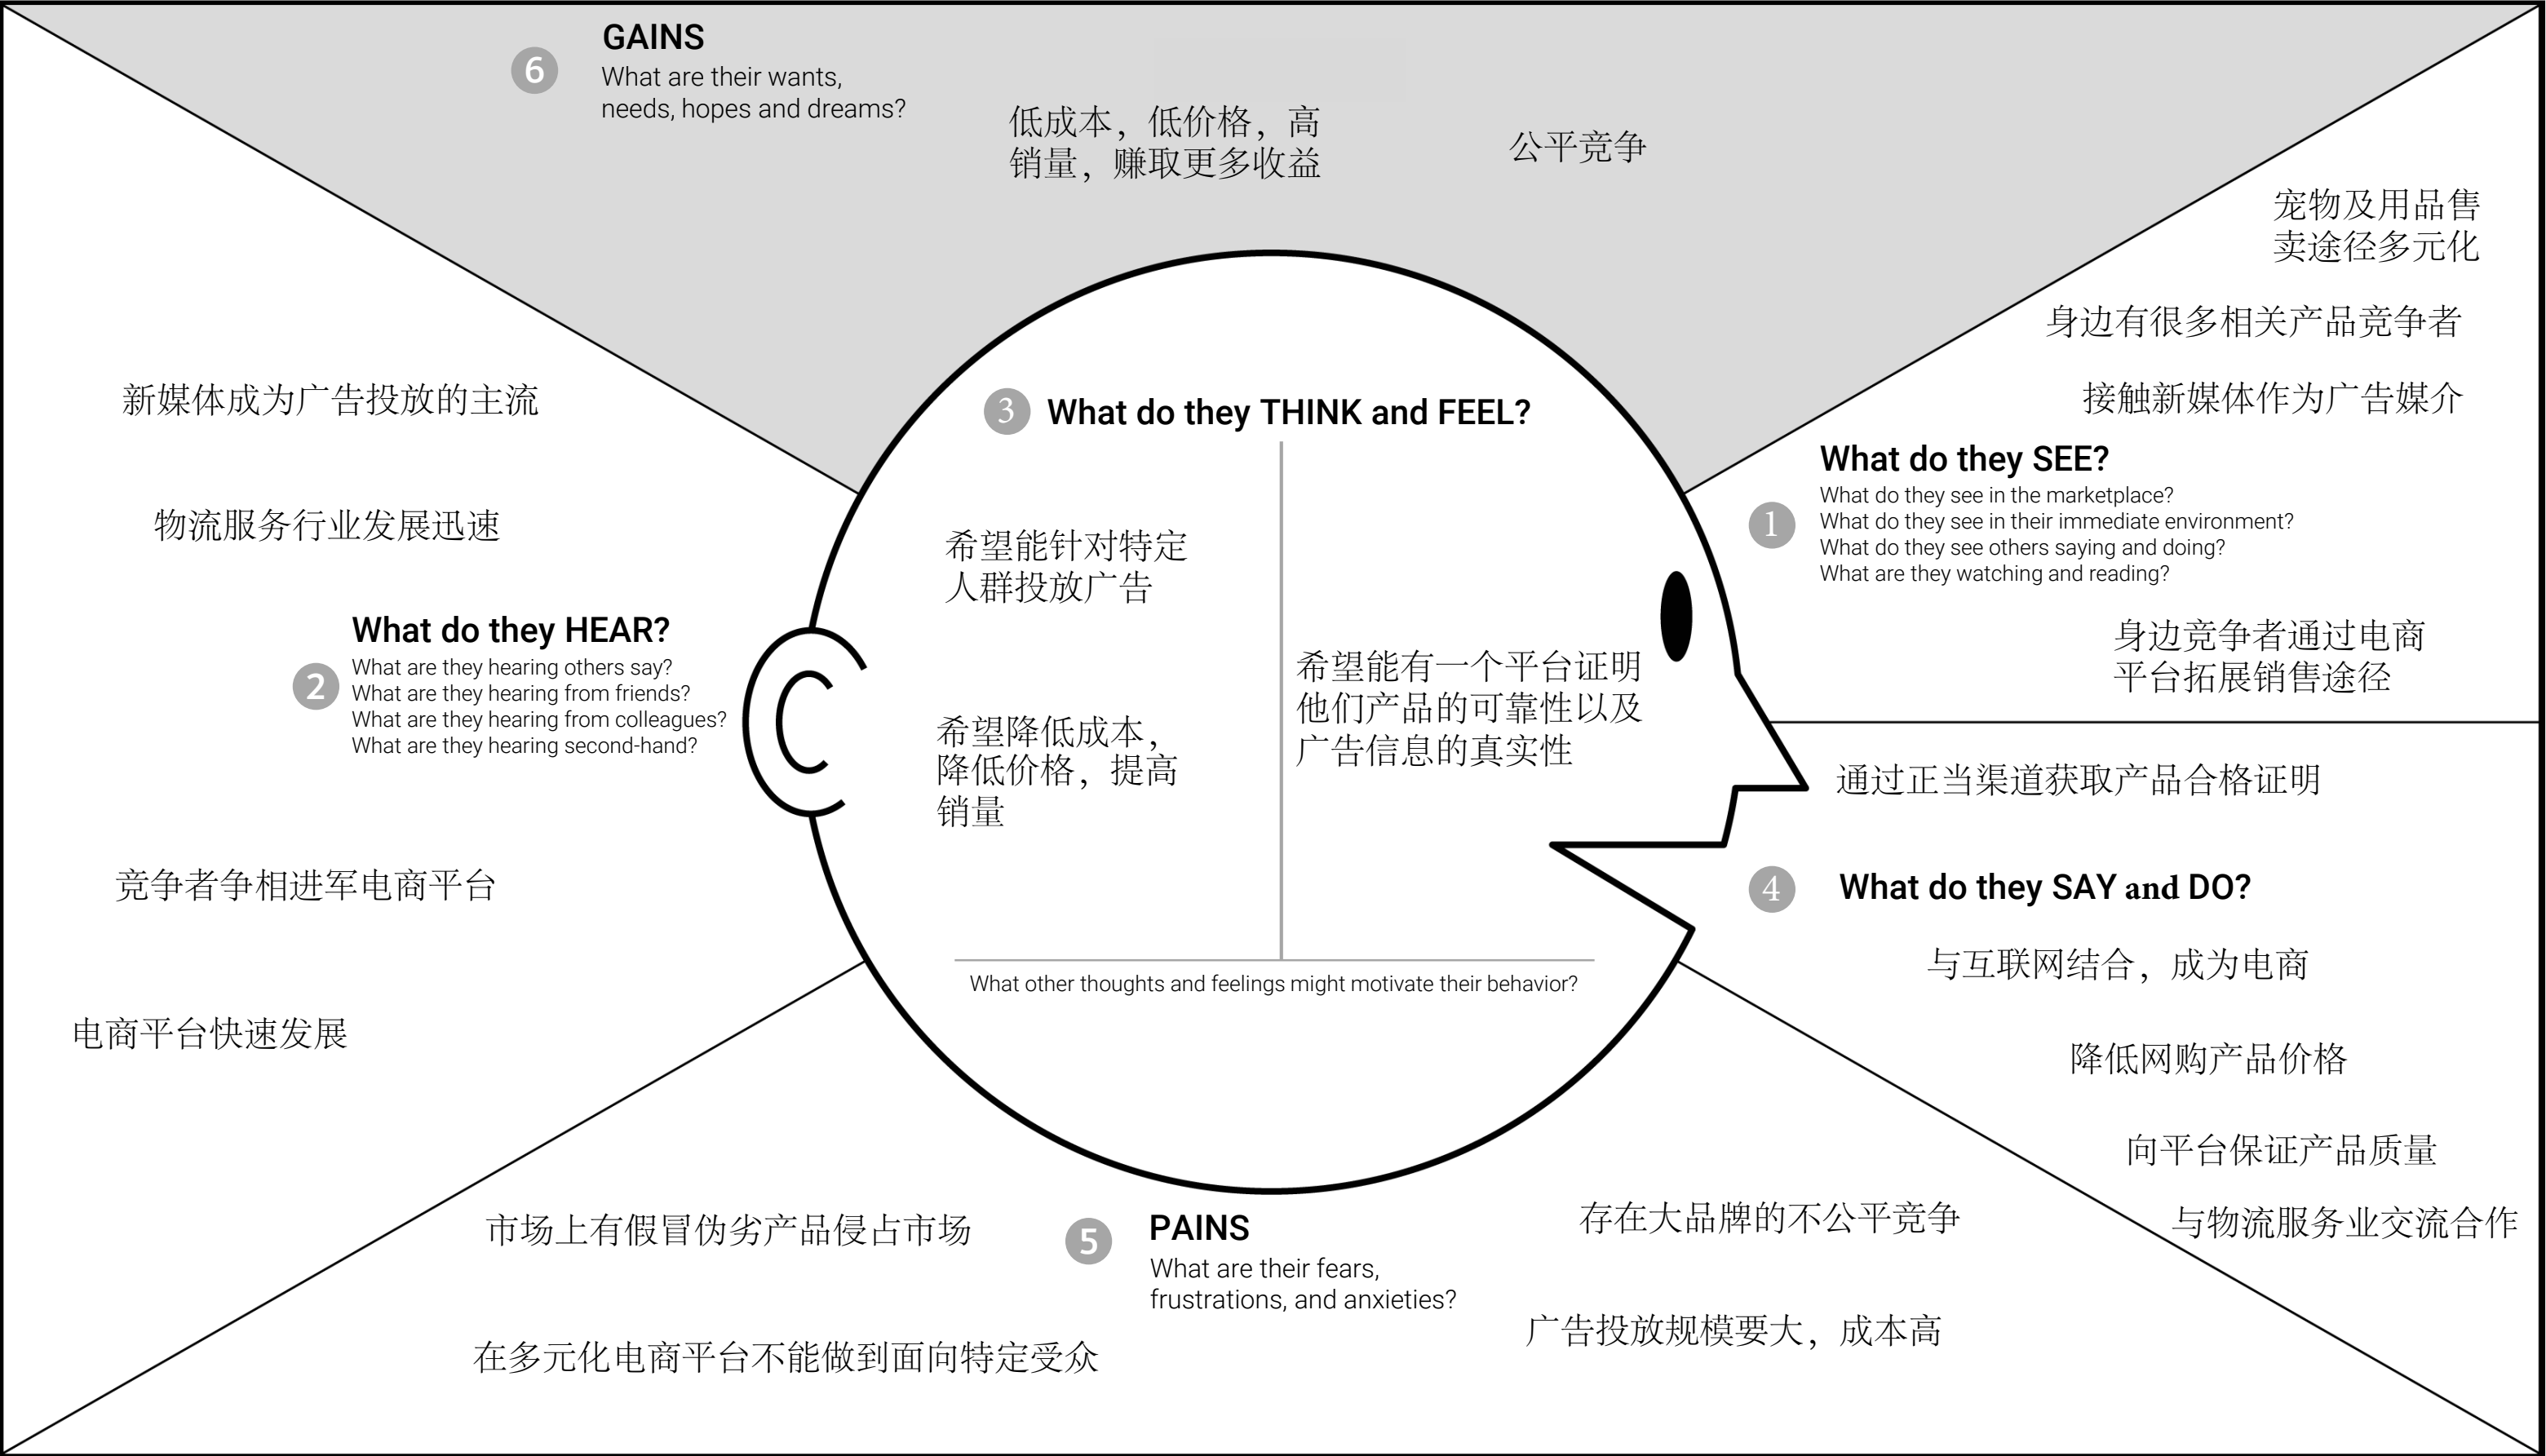 6
GAINS
What are their wants,
needs, hopes and dreams?
低成本，低价格，高
销量，赚取更多收益
公平竞争
宠物及用品售
卖途径多元化
身边有很多相关产品竞争者
接触新媒体作为广告媒介
1
What do they SEE?
What do they see in the marketplace?
What do they see in their immediate environment?
What do they see others saying and doing?
What are they watching and reading?
身边竞争者通过电商
平台拓展销售途径
新媒体成为广告投放的主流
物流服务行业发展迅速
2
What do they HEAR?
What are they hearing others say?
What are they hearing from friends?
What are they hearing from colleagues?
What are they hearing second-hand?
竞争者争相进军电商平台
电商平台快速发展
3
What do they THINK and FEEL?
希望能针对特定
人群投放广告
希望降低成本，
降低价格，提高
销量
希望能有一个平台证明
他们产品的可靠性以及
广告信息的真实性
What other thoughts and feelings might motivate their behavior?
通过正当渠道获取产品合格证明
4
What do they SAY and DO?
与互联网结合，成为电商
降低网购产品价格
向平台保证产品质量
与物流服务业交流合作
市场上有假冒伪劣产品侵占市场
在多元化电商平台不能做到面向特定受众
5
PAINS
What are their fears,
frustrations, and anxieties?
存在大品牌的不公平竞争
广告投放规模要大，成本高